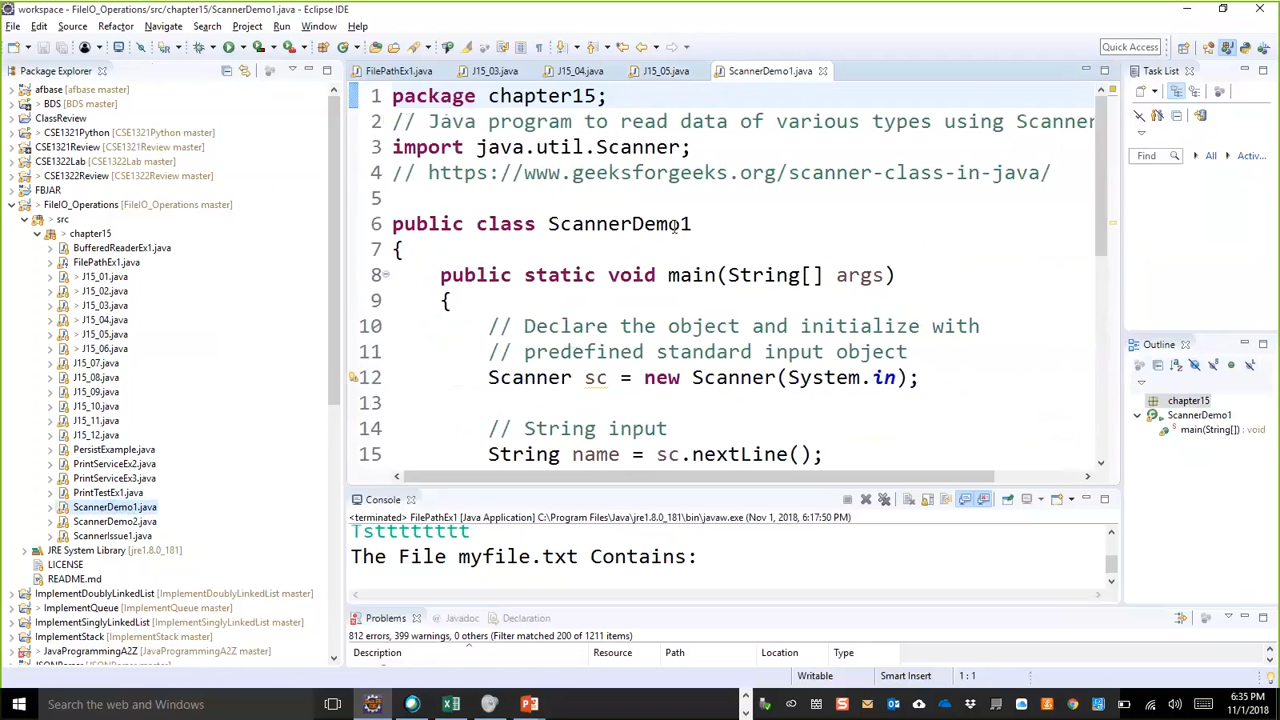 workspace - FileIO_Operations/src/chapter15/ScannerDemo1.java - Eclipse IDE
File Edit Source Refactor Navigate Search Project Run Window Help
Quick Access
Package Explorer
afbase (afbase master)
BDS (BDS master)
ClassReview
CSE1321Python (CSE1321Python master)
CSE1321Review (CSE1321Review master)
CSE1322Lab (CSE1322Lab master)
CSE1322Review (CSE1322Review master)
FBJAR
FileIO_Operations (FileIO_Operations master)
src
chapter15
BufferedReaderEx1.java
FilePathEx1.java
> J15_01.java
> J15_02.java
> J15_03.java
> J15_04.java
> J15_05.java
> J15_06.java
J15_07.java
J15_08.java
J15_09.java
J15_10.java
J15_11.java
J15_12.java
PersistExample.java
PrintServiceEx2.java
PrintServiceEx3.java
PrintTestEx1.java
ScannerDemo1.java
ScannerDemo2.java
ScannerIssue1.java
JRE System Library [jre1.8.0_181]
LICENSE
README.md
ImplementDoublyLinkedList (ImplementDoublyLinkedList master)
ImplementQueue (ImplementQueue master)
ImplementSinglyLinkedList (ImplementSinglyLinkedList master)
ImplementStack (ImplementStack master)
JavaProgrammingA2Z (JavaProgrammingA2Z master)
FilePathEx1.java J15_03.java J15_04.java J15_05.java ScannerDemo1.java
1 package chapter15;
2 // Java program to read data of various types using Scanner
3 import java.util.Scanner;
4 // https://www.geeksforgeeks.org/scanner-class-in-java/
5
6 public class ScannerDemo1
7 {
8 public static void main(String[] args)
9 {
10 // Declare the object and initialize with
11 // predefined standard input object
12 Scanner sc = new Scanner(System.in);
13
14 // String input
15 String name = sc.nextLine();
Console
<terminated> FilePathEx1 [Java Application] C:\Program Files\Java\jre1.8.0_181\bin\javaw.exe (Nov 1, 2018, 6:17:50 PM)
Tstttttttt
The File myfile.txt Contains:
Problems Javadoc Declaration
812 errors, 399 warnings, 0 others (Filter matched 200 of 1211 items)
Description Resource Path Location Type
Task List
Find All Activ...
Outline
chapter15
ScannerDemo1
main(String[]) : void
Writable Smart Insert 1 : 1
Search the web and Windows
6:35 PM
11/1/2018